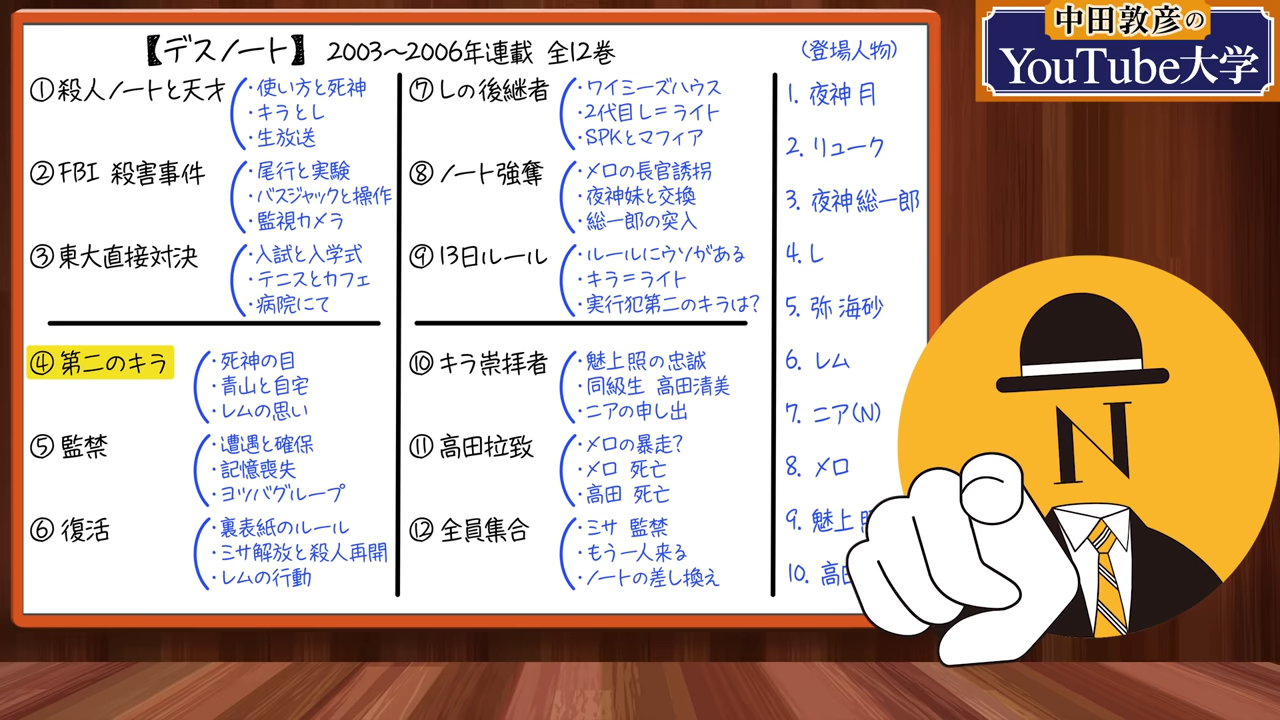 【デスノート】 2003〜2006年連載 全12巻
①殺人ノートと天才
・使い方と死神
・キラとL
・生放送
②FBI 殺害事件
・尾行と実験
・バスジャックと操作
・監視カメラ
③東大直接対決
・入試と入学式
・テニスとカフェ
・病院にて
④第二のキラ
・死神の目
・青山と自宅
・レムの思い
⑤監禁
・遭遇と確保
・記憶喪失
・ヨツバグループ
⑥復活
・裏表紙のルール
・ミサ解放と殺人再開
・レムの行動
⑦Lの後継者
・ワイミーズハウス
・2代目L=ライト
・SPKとマフィア
⑧ノート強奪
・メロの長官誘拐
・夜神妹と交換
・総一郎の突入
⑨13日ルール
・ルールにウソがある
・キラ=ライト
・実行犯第二のキラは?
⑩キラ崇拝者
・魅上照の忠誠
・同級生 高田清美
・ニアの申し出
⑪高田拉致
・メロの暴走?
・メロ 死亡
・高田 死亡
⑫全員集合
・ミサ 監禁
・もう一人来る
・ノートの差し換え
(登場人物)
1. 夜神月
2. リューク
3. 夜神総一郎
4. L
5. 弥海砂
6. レム
7. ニア(N)
8. メロ
9. 魅上
10. 高
中田敦彦の
YouTube大学
N